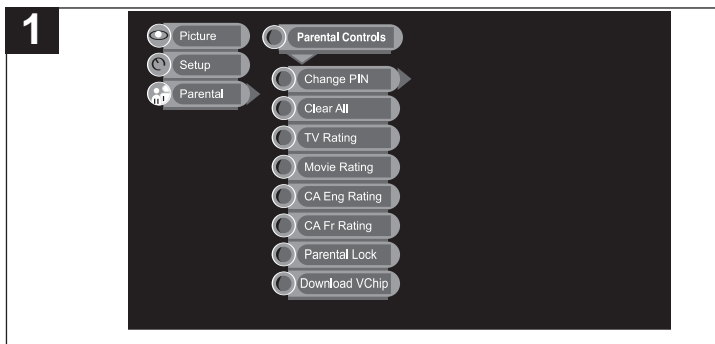 1
Picture
Setup
Parental
Parental Controls
Change PIN
Clear All
TV Rating
Movie Rating
CA Eng Rating
CA Fr Rating
Parental Lock
Download VChip